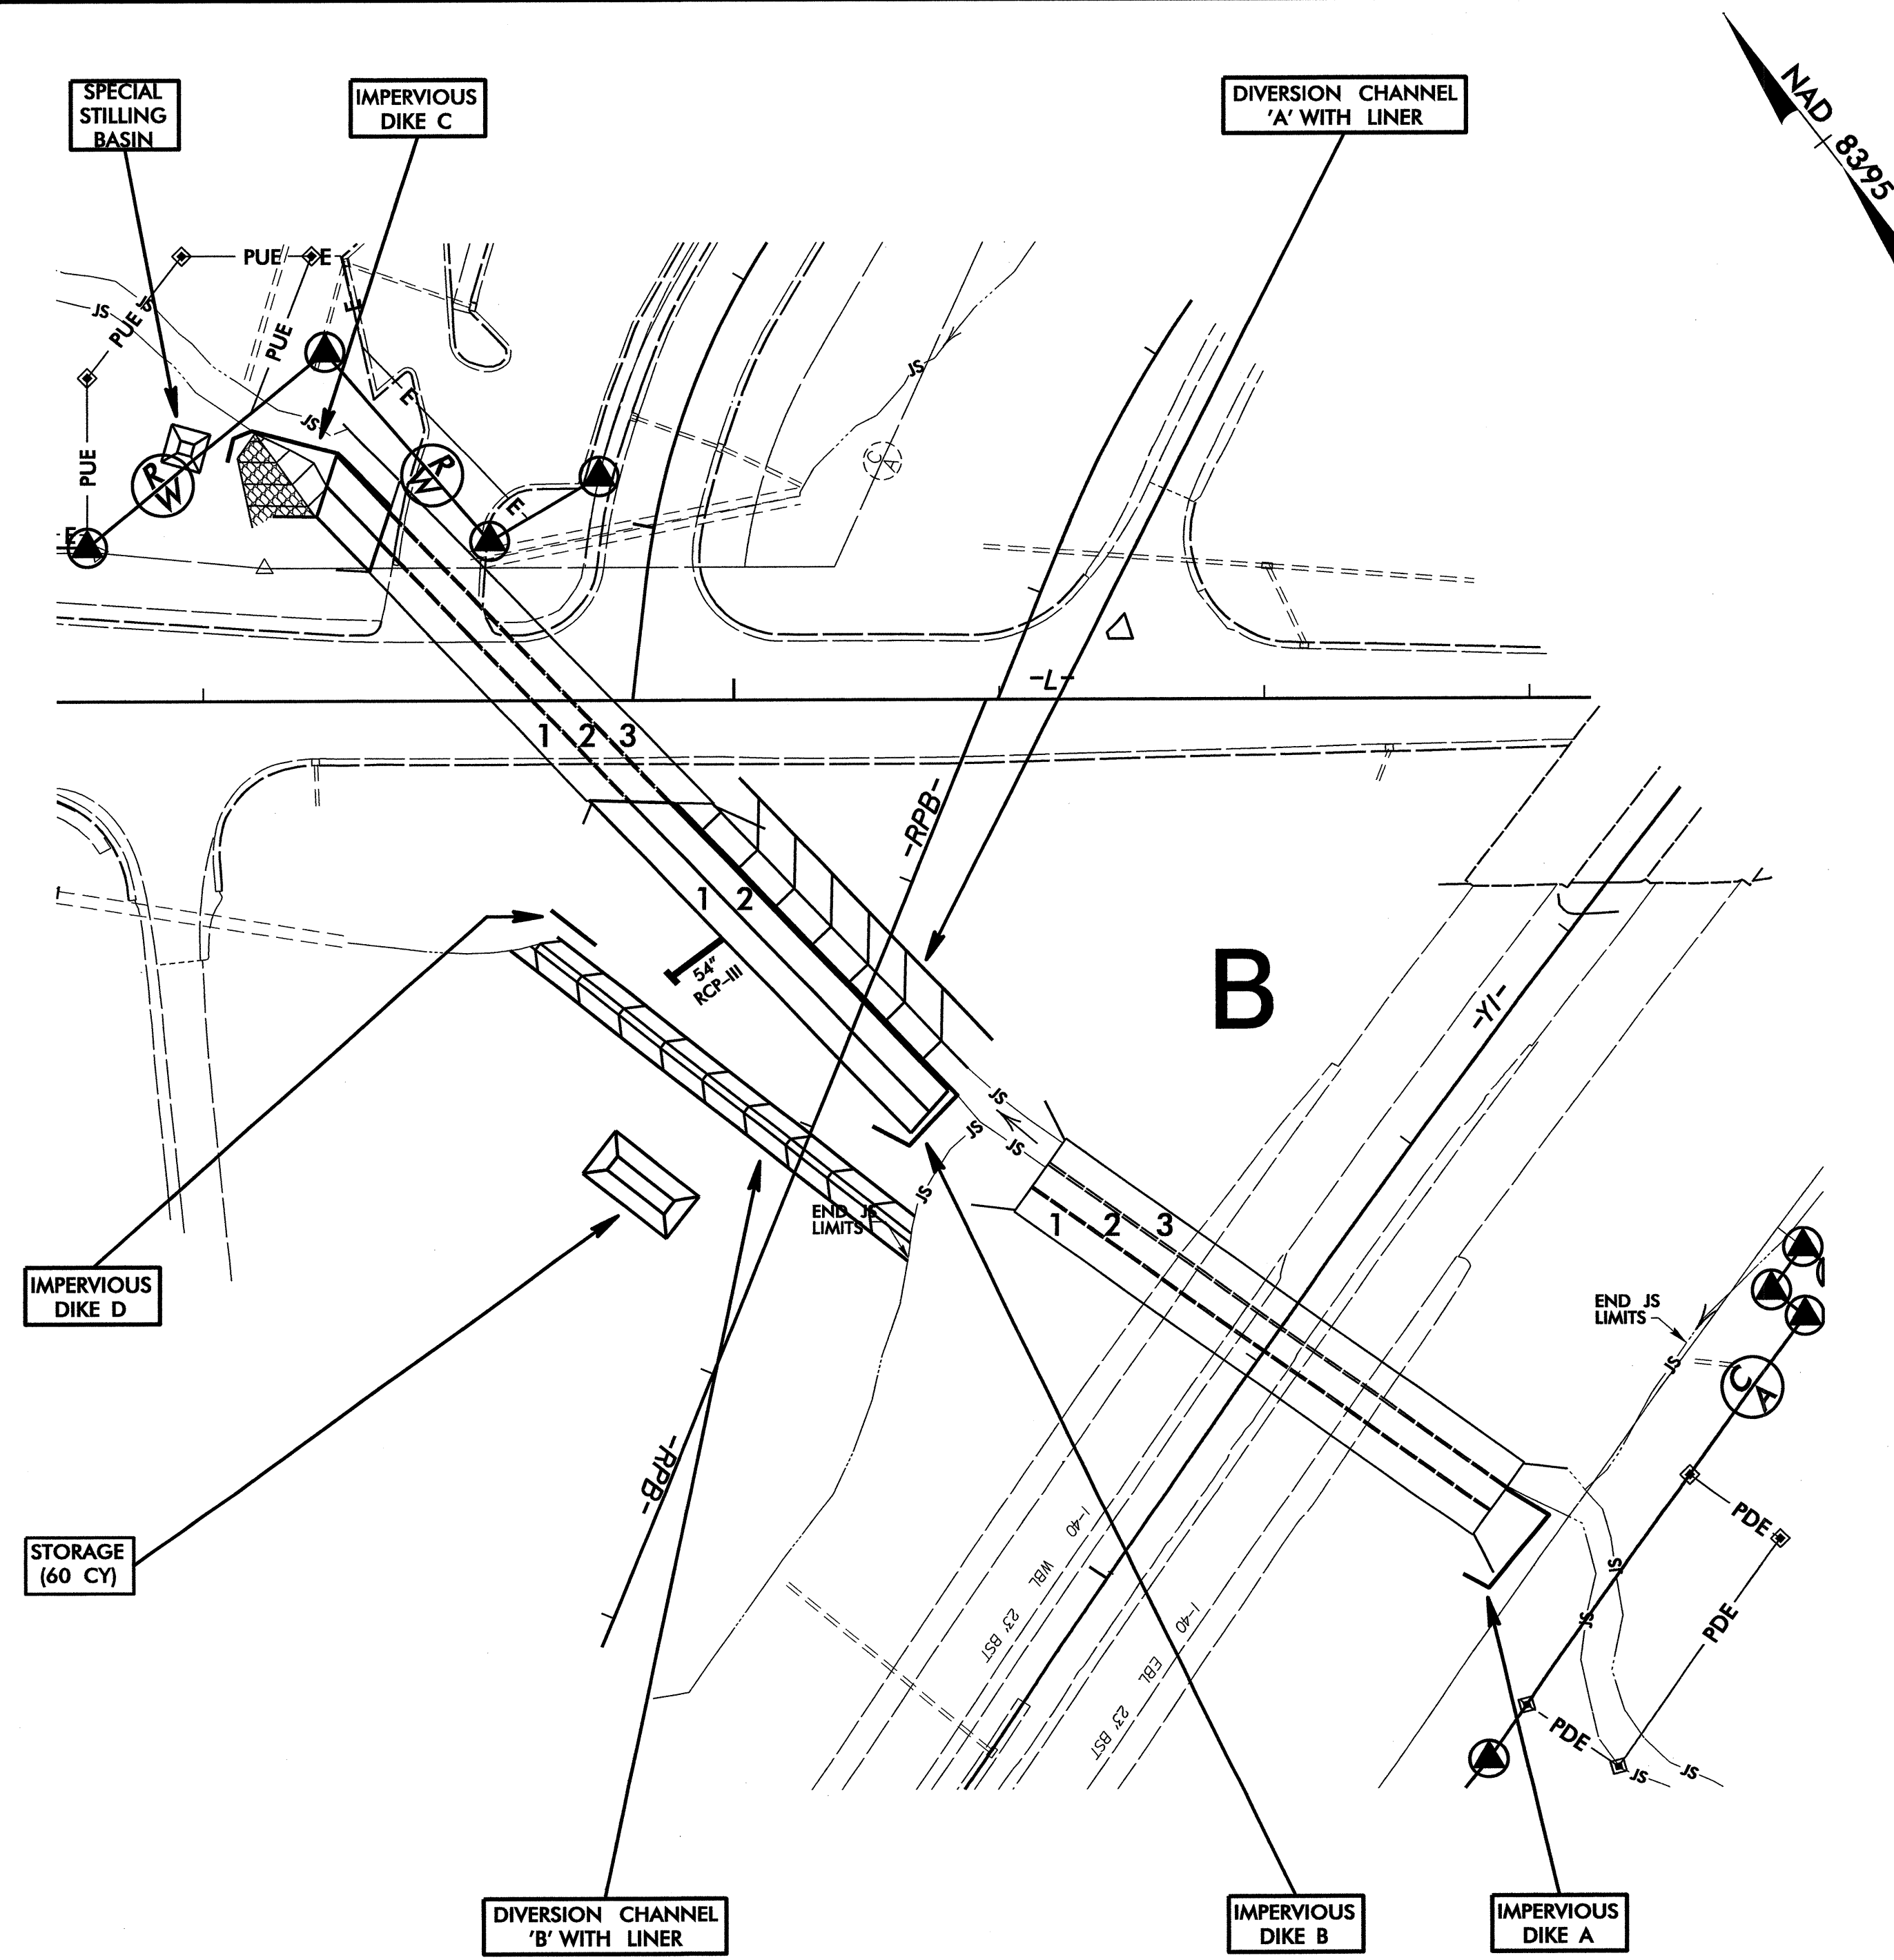 SPECIAL
STILLING
BASIN
IMPERVIOUS
DIKE C
DIVERSION CHANNEL
'A' WITH LINER
NAD 83/95
PUE
E
JS
JS
PUE
PUE
E
E
JS
JS
PUE
R
W
R
W
E
C
A
E
-L-
1 2 3
-RPB-
1 2
54"
RCP-III
B
-Y1-
JS
JS
JS
JS
END JS
LIMITS
1 2 3
IMPERVIOUS
DIKE D
END JS
LIMITS
JS
C
A
-RPB-
PDE
I-40
WBL
23' BST
I-40
EBL
23' BST
STORAGE
(60 CY)
JS
JS
PDE
PDE
JS
JS
DIVERSION CHANNEL
'B' WITH LINER
IMPERVIOUS
DIKE B
IMPERVIOUS
DIKE A